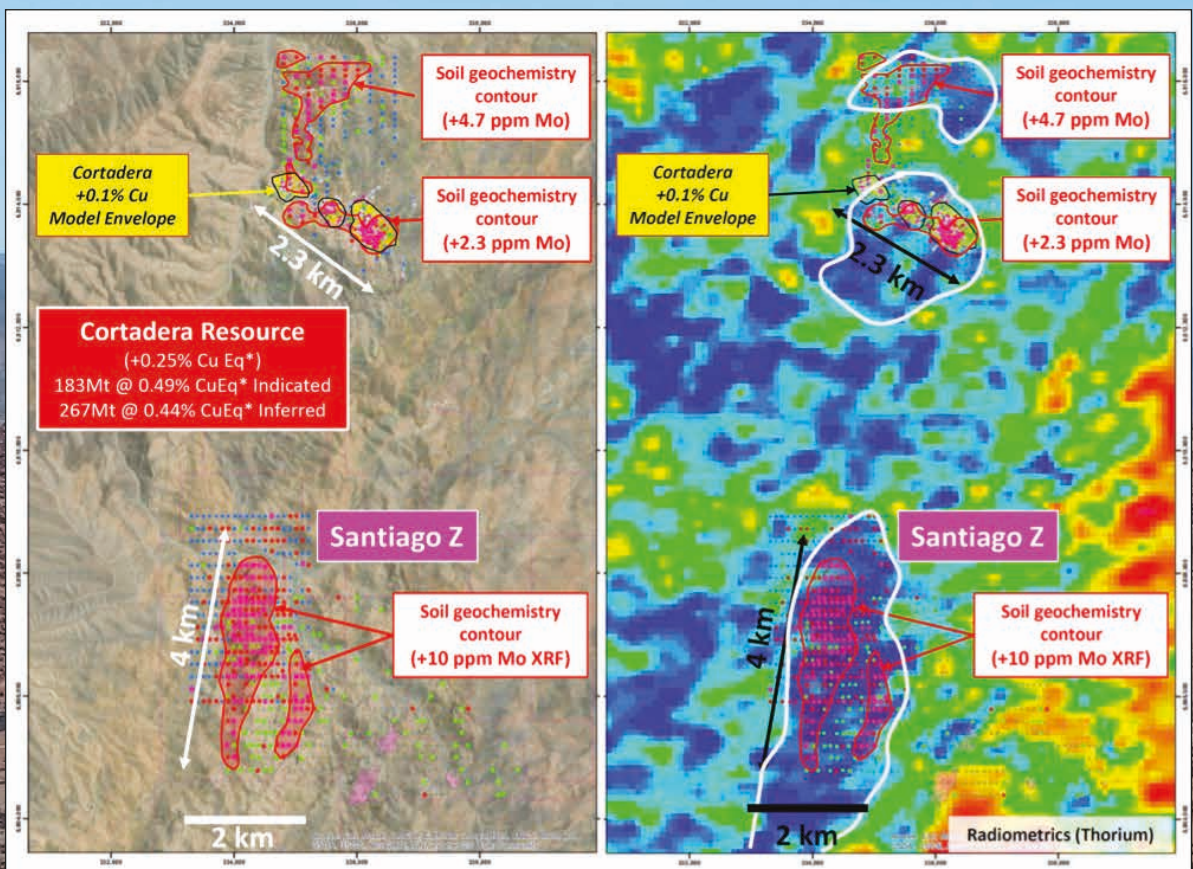 Soil geochemistry
contour
(+4.7 ppm Mo)
Cortadera
+0.1% Cu
Model Envelope
Soil geochemistry
contour
(+2.3 ppm Mo)
2.3 km
Cortadera Resource
(+0.25% Cu Eq*)
183Mt @ 0.49% CuEq* Indicated
267Mt @ 0.44% CuEq* Inferred
Santiago Z
4 km
Soil geochemistry
contour
(+10 ppm Mo XRF)
2 km
Soil geochemistry
contour
(+4.7 ppm Mo)
Cortadera
+0.1% Cu
Model Envelope
Soil geochemistry
contour
(+2.3 ppm Mo)
2.3 km
Santiago Z
4 km
Soil geochemistry
contour
(+10 ppm Mo XRF)
2 km
Radiometrics (Thorium)